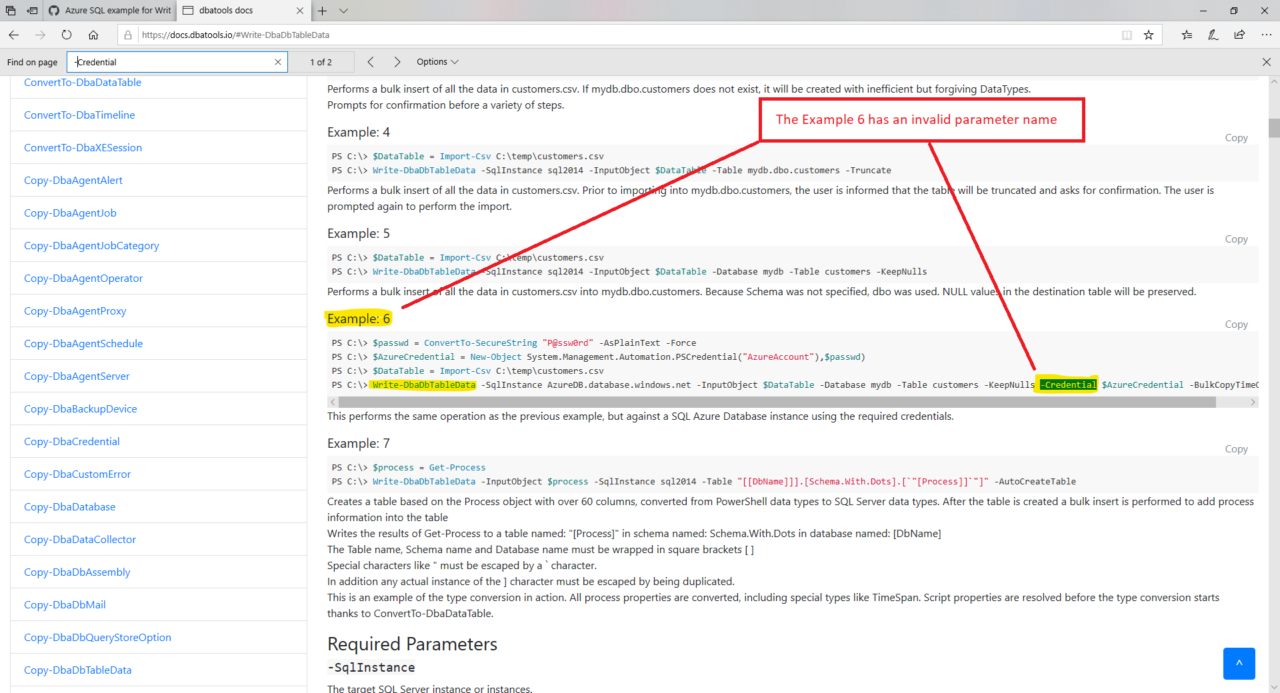 Azure SQL example for Writ
dbatools docs
https://docs.dbatools.io/#Write-DbaDbTableData
Find on page
-Credential
1 of 2
Options
ConvertTo-DbaDataTable
ConvertTo-DbaTimeline
ConvertTo-DbaXESession
Copy-DbaAgentAlert
Copy-DbaAgentJob
Copy-DbaAgentJobCategory
Copy-DbaAgentOperator
Copy-DbaAgentProxy
Copy-DbaAgentSchedule
Copy-DbaAgentServer
Copy-DbaBackupDevice
Copy-DbaCredential
Copy-DbaCustomError
Copy-DbaDatabase
Copy-DbaDataCollector
Copy-DbaDbAssembly
Copy-DbaDbMail
Copy-DbaDbQueryStoreOption
Copy-DbaDbTableData
Performs a bulk insert of all the data in customers.csv. If mydb.dbo.customers does not exist, it will be created with inefficient but forgiving DataTypes.
Prompts for confirmation before a variety of steps.
The Example 6 has an invalid parameter name
Example: 4
Copy
PS C:\> $DataTable = Import-Csv C:\temp\customers.csv
PS C:\> Write-DbaDbTableData -SqlInstance sql2014 -InputObject $DataTable -Table mydb.dbo.customers -Truncate
Performs a bulk insert of all the data in customers.csv. Prior to importing into mydb.dbo.customers, the user is informed that the table will be truncated and asks for confirmation. The user is
prompted again to perform the import.
Example: 5
Copy
PS C:\> $DataTable = Import-Csv C:\temp\customers.csv
PS C:\> Write-DbaDbTableData -SqlInstance sql2014 -InputObject $DataTable -Database mydb -Table customers -KeepNulls
Performs a bulk insert of all the data in customers.csv into mydb.dbo.customers. Because Schema was not specified, dbo was used. NULL values in the destination table will be preserved.
Example: 6
Copy
PS C:\> $passwd = ConvertTo-SecureString "P@ssw0rd" -AsPlainText -Force
PS C:\> $AzureCredential = New-Object System.Management.Automation.PSCredential("AzureAccount"),$passwd)
PS C:\> $DataTable = Import-Csv C:\temp\customers.csv
PS C:\> Write-DbaDbTableData -SqlInstance AzureDB.database.windows.net -InputObject $DataTable -Database mydb -Table customers -KeepNulls -Credential $AzureCredential -BulkCopyTimeO
This performs the same operation as the previous example, but against a SQL Azure Database instance using the required credentials.
Example: 7
Copy
PS C:\> $process = Get-Process
PS C:\> Write-DbaDbTableData -InputObject $process -SqlInstance sql2014 -Table "[[DbName]]].[Schema.With.Dots].[`"[Process]]`"]" -AutoCreateTable
Creates a table based on the Process object with over 60 columns, converted from PowerShell data types to SQL Server data types. After the table is created a bulk insert is performed to add process
information into the table
Writes the results of Get-Process to a table named: "[Process]" in schema named: Schema.With.Dots in database named: [DbName]
The Table name, Schema name and Database name must be wrapped in square brackets [ ]
Special characters like " must be escaped by a ` character.
In addition any actual instance of the ] character must be escaped by being duplicated.
This is an example of the type conversion in action. All process properties are converted, including special types like TimeSpan. Script properties are resolved before the type conversion starts
thanks to ConvertTo-DbaDataTable.
Required Parameters
-SqlInstance
The target SQL Server instance or instances.